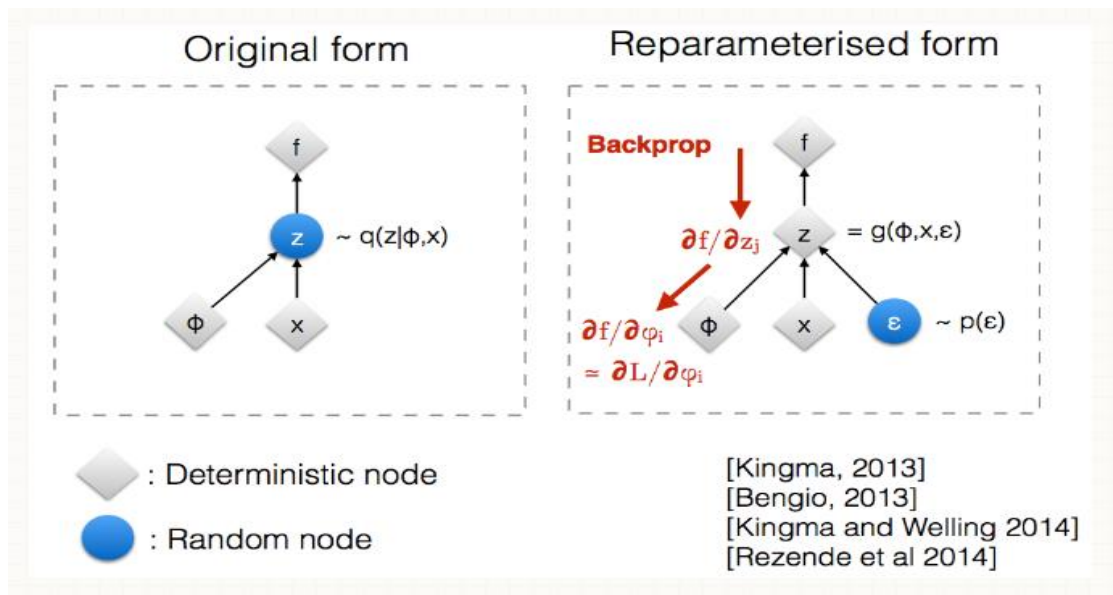 Original form
f
z ~ q(z|ϕ,x)
ϕ x
Reparameterised form
Backprop f
∂f/∂zⱼ z = g(ϕ,x,ε)
∂f/∂φᵢ ϕ x ε ~ p(ε)
≃ ∂L/∂φᵢ
: Deterministic node
: Random node
[Kingma, 2013]
[Bengio, 2013]
[Kingma and Welling 2014]
[Rezende et al 2014]